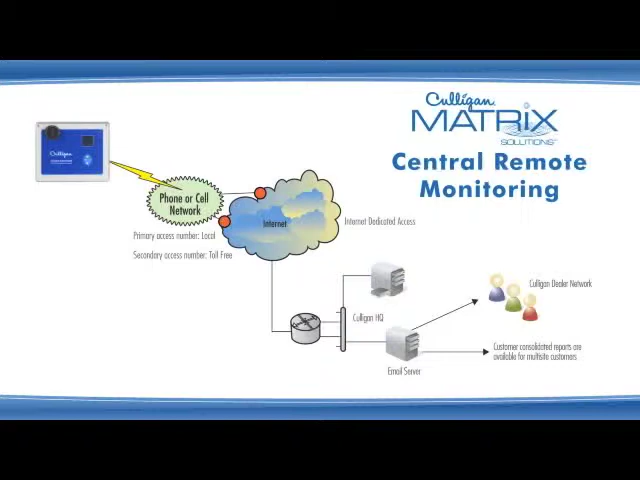 Culligan
MATRIX
SOLUTIONS
Central Remote
Monitoring
Culligan
Phone or Cell
Network
Internet
Internet Dedicated Access
Primary access number: Local
Secondary access number: Toll Free
Culligan Dealer Network
Culligan HQ
Customer consolidated reports are
available for multisite customers
Email Server